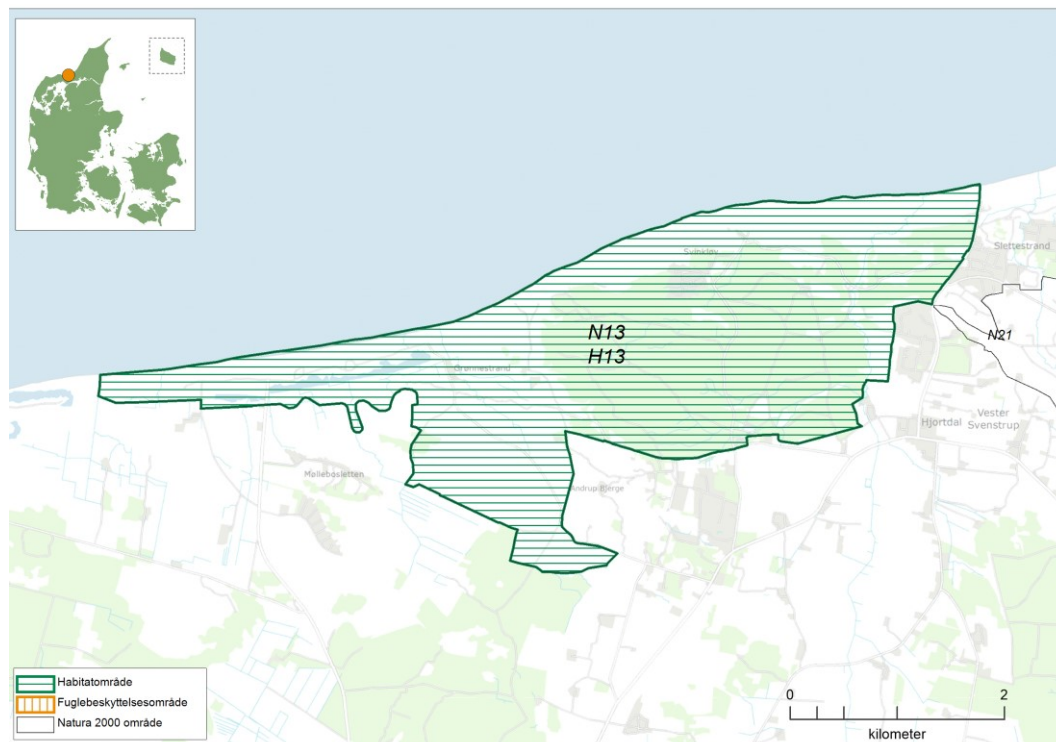 Svinkløv
Slettestrand
N13
H13
N21
Grønnestrand
Hjortdal
Vester
Svenstrup
Møllebosletten
Andrup Bjerge
Habitatområde
Fuglebeskyttelsesområde
Natura 2000 område
0
2
kilometer